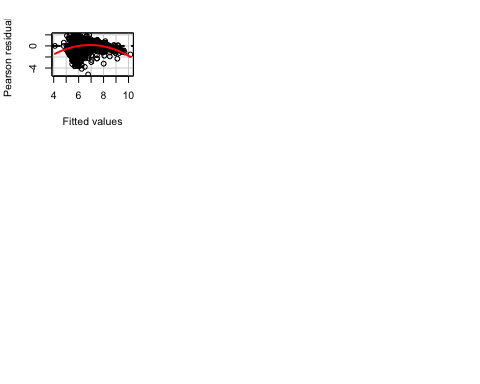 Pearson residual
0
-4
4 6 8 10
Fitted values